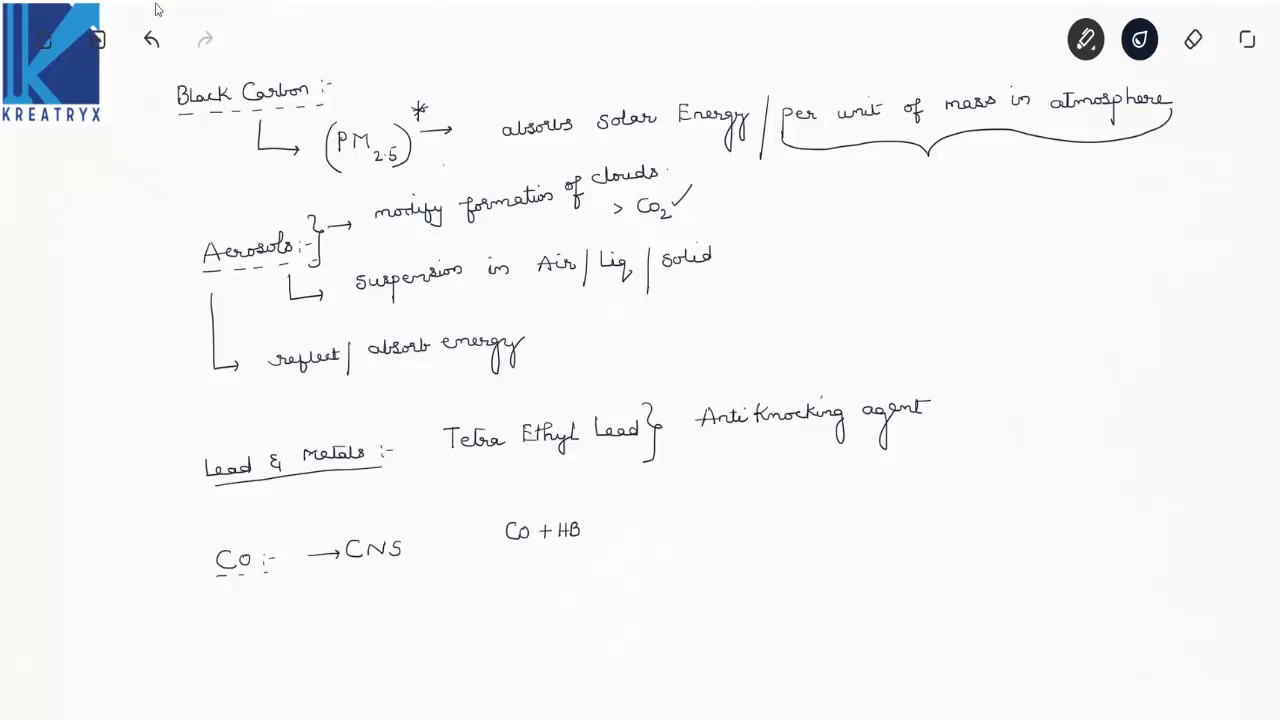 KREATRYX
Black Carbon :-
(PM2.5)* → absorbs solar Energy / per unit of mass in atmosphere
→ modify formation of clouds.
> CO2 ✓
Aerosols :-
suspension in Air / Liq / solid
reflect / absorb energy
Lead & Metals :- Tetra Ethyl Lead } AntiKnocking agent
CO :- → CNS CO + HB